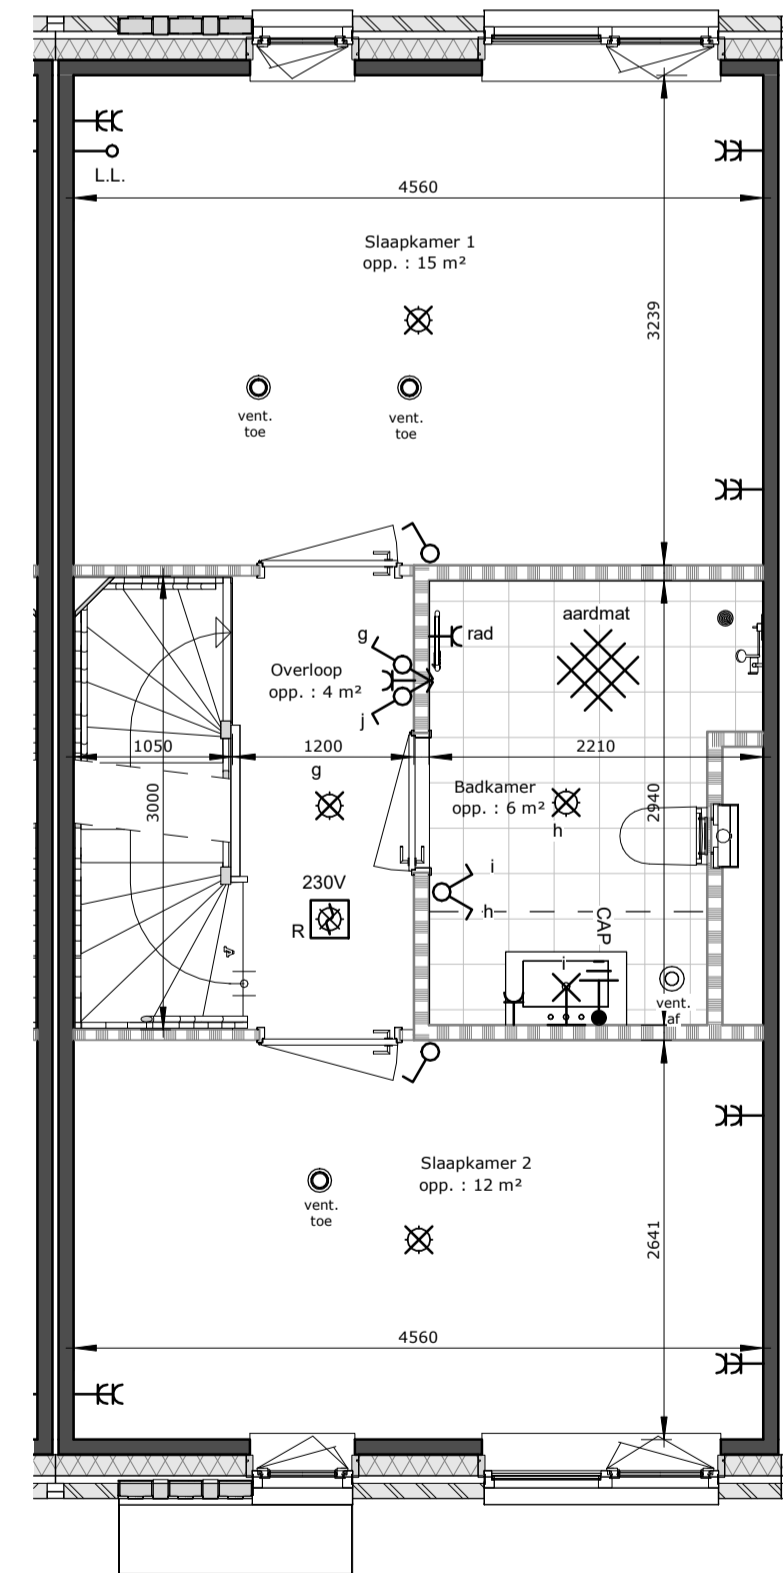 L.L.
4560
Slaapkamer 1
opp. : 15 m²
3239
vent.
toe
vent.
toe
g
rad
aardmat
Overloop
opp. : 4 m²
j
1050
1200
2210
g
Badkamer
opp. : 6 m²
3000
2940
h
i
230V
h
CAP
R
i
vent.
af
Slaapkamer 2
opp. : 12 m²
vent.
toe
2641
4560